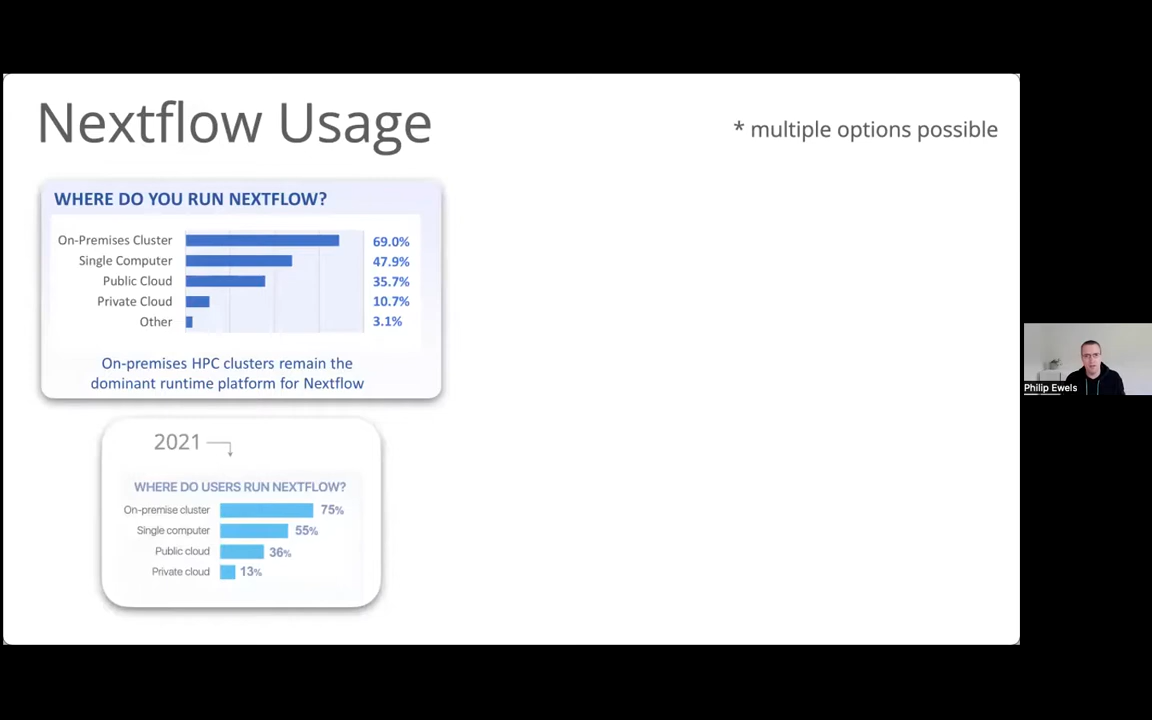 Nextflow Usage
* multiple options possible
WHERE DO YOU RUN NEXTFLOW?
On-Premises Cluster 69.0%
Single Computer 47.9%
Public Cloud 35.7%
Private Cloud 10.7%
Other 3.1%
On-premises HPC clusters remain the
dominant runtime platform for Nextflow
2021
WHERE DO USERS RUN NEXTFLOW?
On-premise cluster 75%
Single computer 55%
Public cloud 36%
Private cloud 13%
Philip Ewels